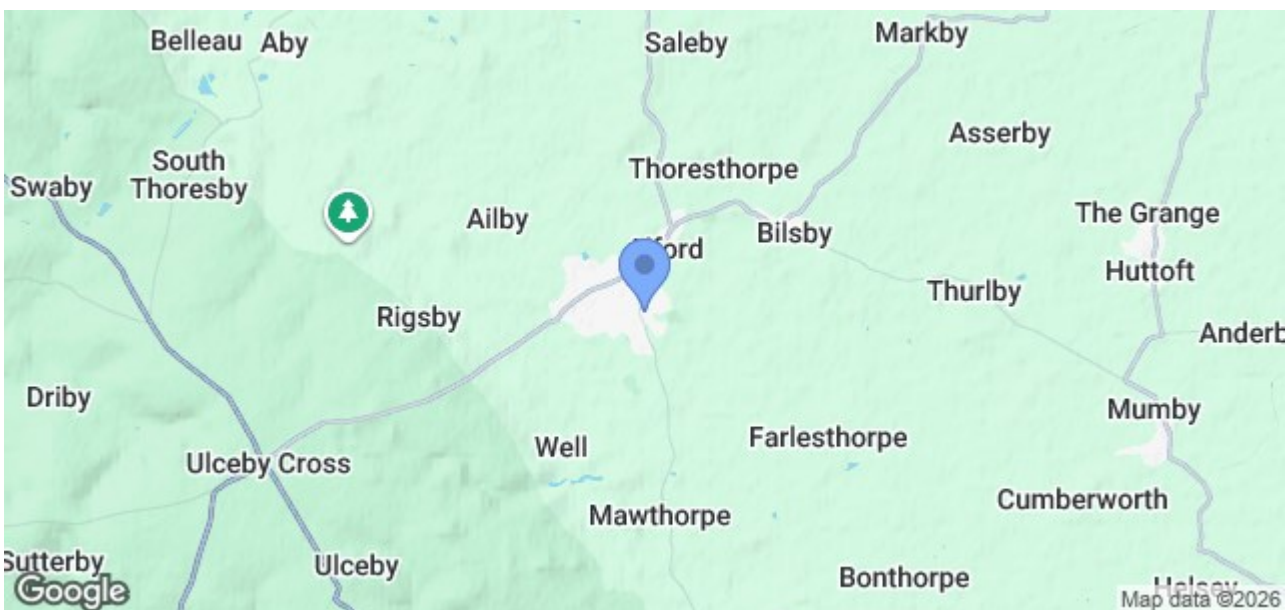 Belleau
Aby
Saleby
Markby
Asserby
South
Thoresby
Thoresthorpe
Swaby
Ailby
The Grange
Bilsby
Huttoft
Thurlby
Rigsby
Driby
Mumby
Farlesthorpe
Well
Ulceby Cross
Cumberworth
Mawthorpe
Sutterby
Ulceby
Bonthorpe
Google
Map data ©2026